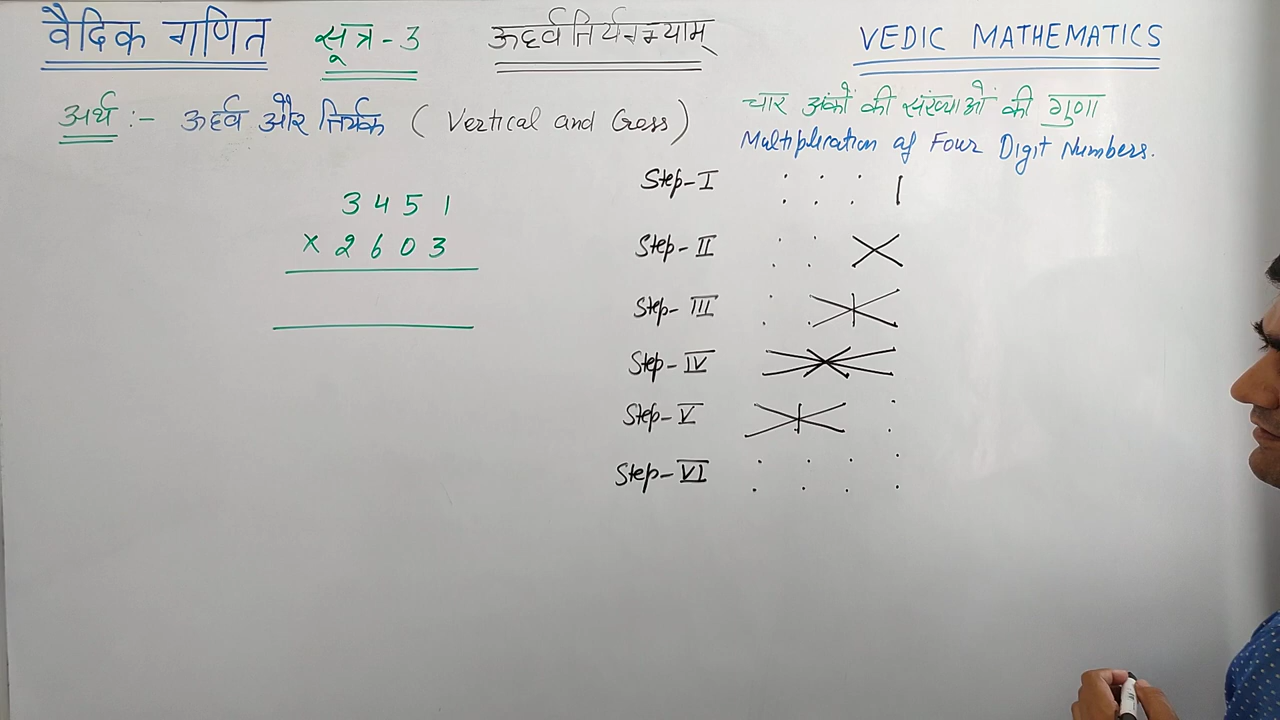 वैदिक गणित सूत्र-3 ऊर्ध्वतिर्यग्भ्याम् VEDIC MATHEMATICS
अर्थ :- ऊर्ध्व और तिर्यक ( Vertical and Cross )
चार अंकों की संख्याओं की गुणा
Multiplication of Four Digit Numbers.
3 4 5 1
x 2 6 0 3
Step-I
Step-II
Step-III
Step-IV
Step-V
Step-VI